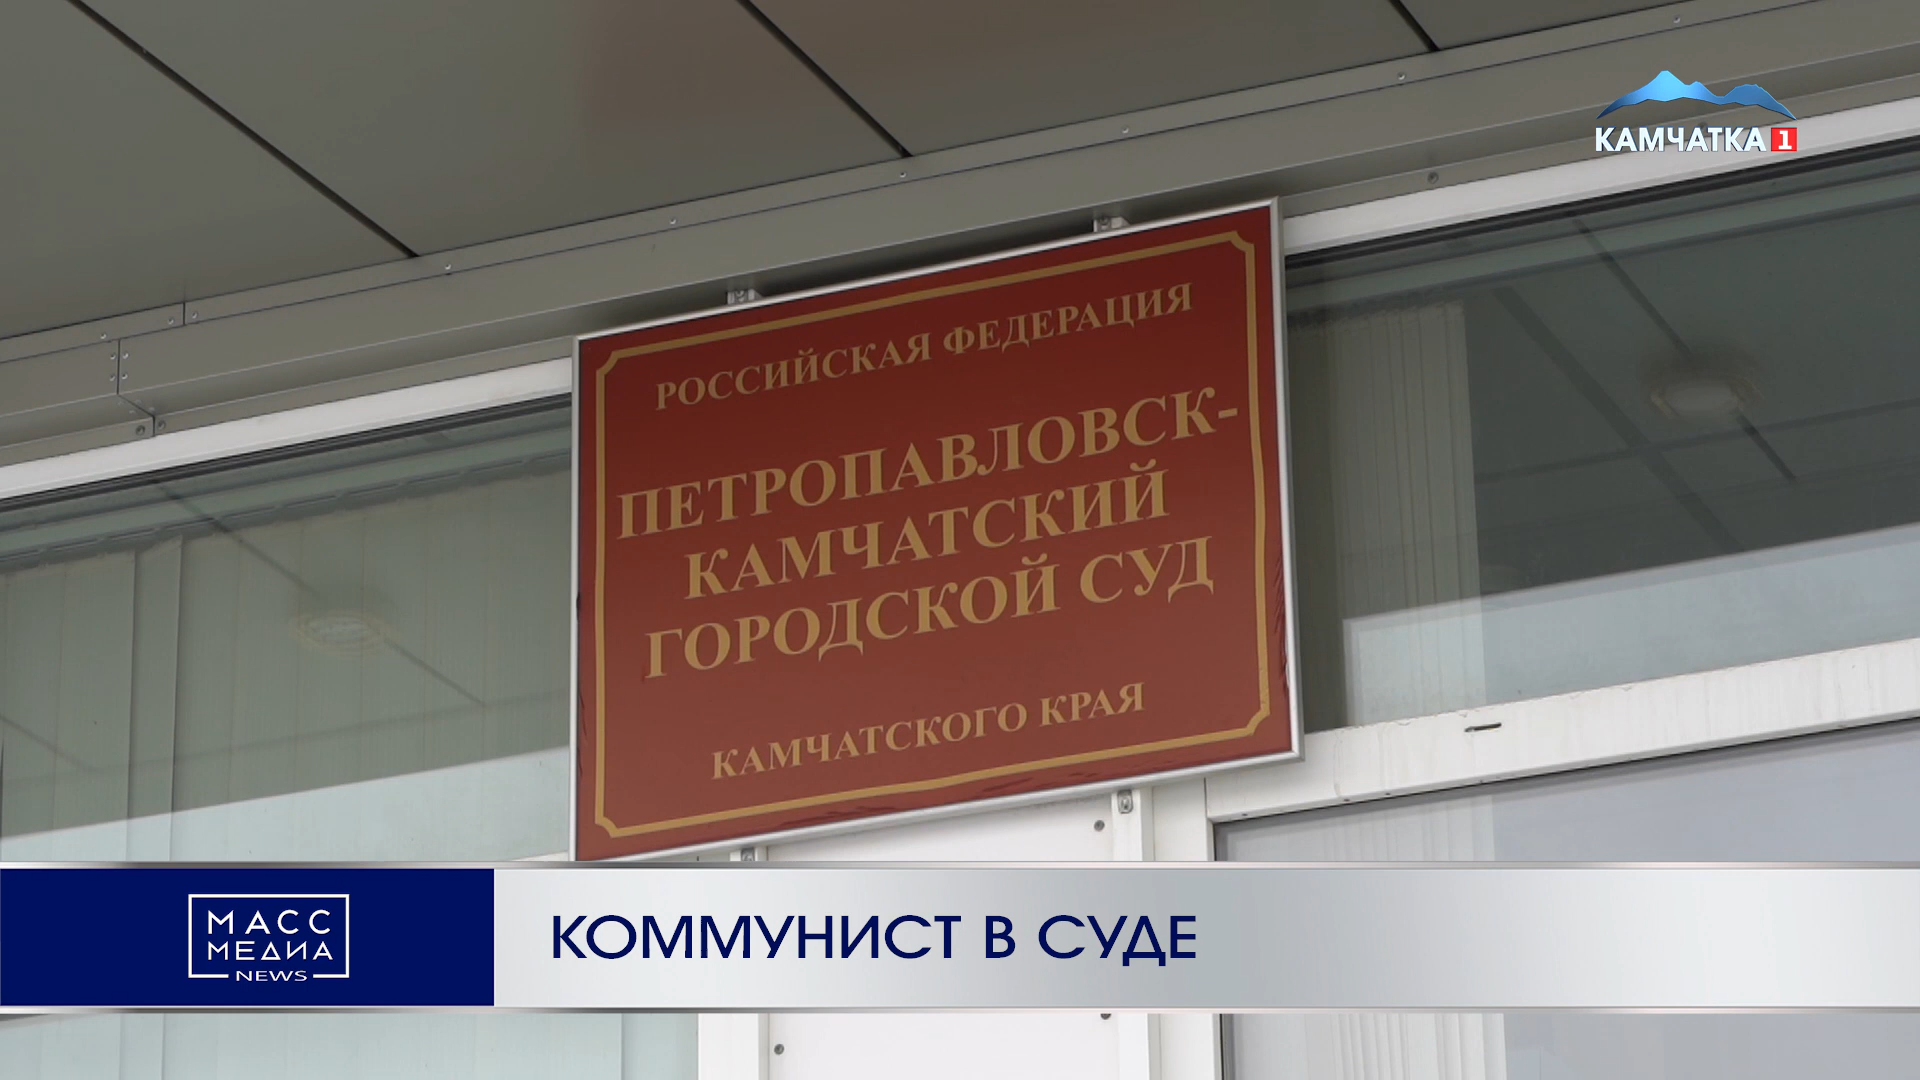 КАМЧАТКА 1
РОССИЙСКАЯ ФЕДЕРАЦИЯ
ПЕТРОПАВЛОВСК-
КАМЧАТСКИЙ
ГОРОДСКОЙ СУД
КАМЧАТСКОГО КРАЯ
МАСС
МЕДИА
NEWS
КОММУНИСТ В СУДЕ